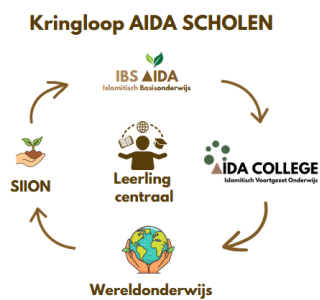 Kringloop AIDA SCHOLEN
IBS AIDA
Islamitisch Basisonderwijs
AIDA COLLEGE
Islamitisch Voortgezet Onderwijs
SIION
Leerling
centraal
Wereldonderwijs